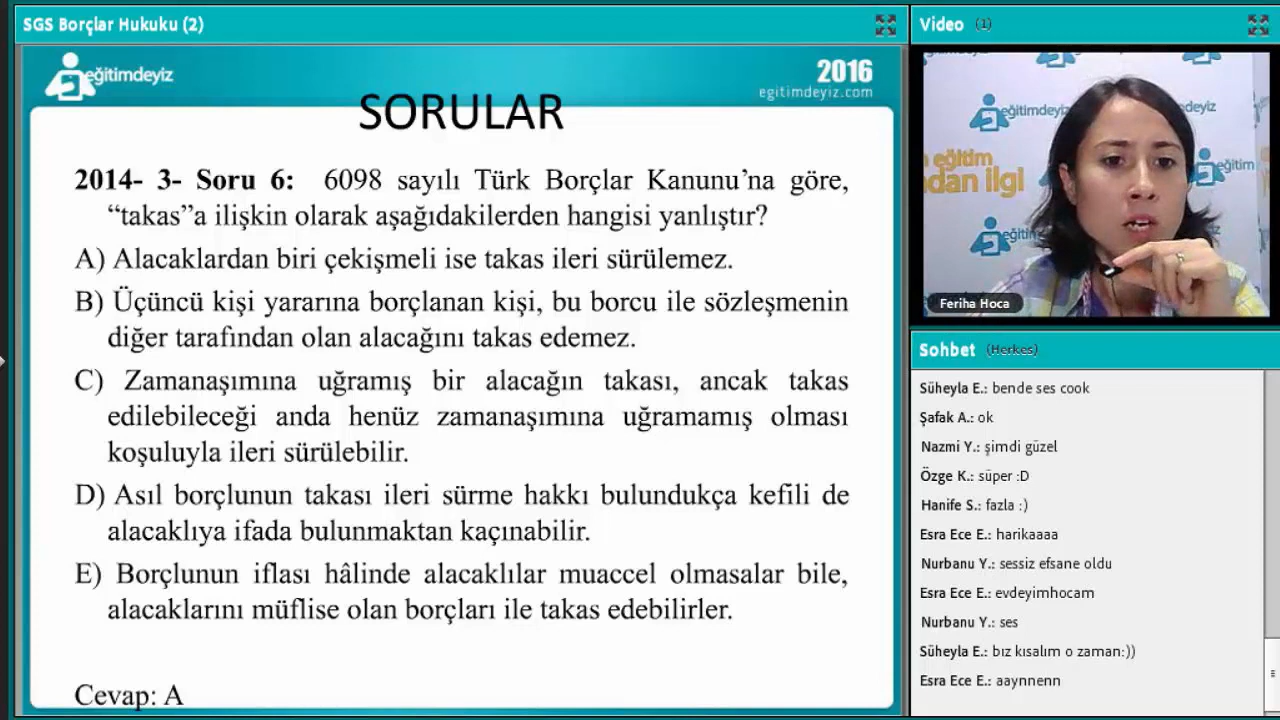 SGS Borçlar Hukuku (2)
eğitimdeyiz
2016
egitimdeyiz.com
SORULAR
2014- 3- Soru 6: 6098 sayılı Türk Borçlar Kanunu’na göre,
“takas”a ilişkin olarak aşağıdakilerden hangisi yanlıştır?
A) Alacaklardan biri çekişmeli ise takas ileri sürülemez.
B) Üçüncü kişi yararına borçlanan kişi, bu borcu ile sözleşmenin
diğer tarafından olan alacağını takas edemez.
C) Zamanaşımına uğramış bir alacağın takası, ancak takas
edilebileceği anda henüz zamanaşımına uğramamış olması
koşuluyla ileri sürülebilir.
D) Asıl borçlunun takası ileri sürme hakkı bulundukça kefili de
alacaklıya ifada bulunmaktan kaçınabilir.
E) Borçlunun iflası hâlinde alacaklılar muaccel olmasalar bile,
alacaklarını müflise olan borçları ile takas edebilirler.
Cevap: A
Video (1)
eğitimdeyiz
eğitim
ndan ilgi
eğitim
Feriha Hoca
Sohbet (Herkes)
Süheyla E.: bende ses cook
Şafak A.: ok
Nazmi Y.: şimdi güzel
Özge K.: süper :D
Hanife S.: fazla :)
Esra Ece E.: harikaaaa
Nurbanu Y.: sessiz efsane oldu
Esra Ece E.: evdeyimhocam
Nurbanu Y.: ses
Süheyla E.: bız kısalım o zaman:))
Esra Ece E.: aaynnenn